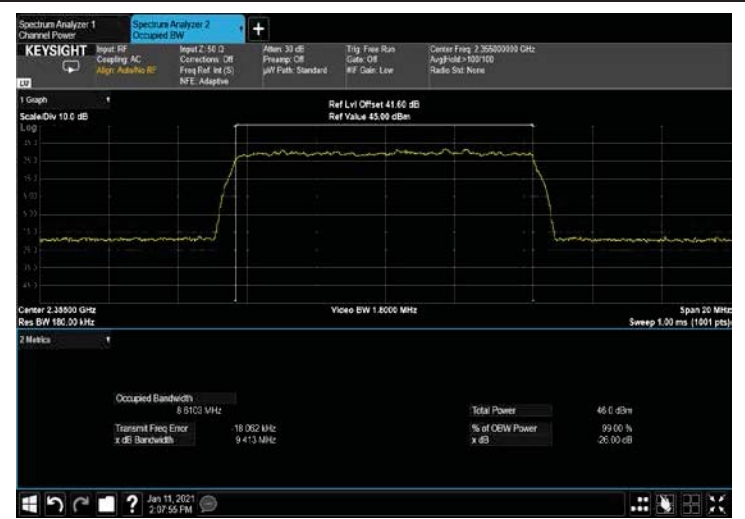 Spectrum Analyzer 1
Channel Power
Spectrum Analyzer 2
Occupied BW
+
KEYSIGHT
Input: RF
Coupling: AC
Align: Auto/No RF
Input Z: 50 Ω
Corrections: Off
Freq Ref: Int (S)
NFE: Adaptive
Atten: 30 dB
Preamp: Off
µW Path: Standard
Trig: Free Run
Gate: Off
#IF Gain: Low
Center Freq: 2.355000000 GHz
Avg|Hold:>100/100
Radio Std: None
1 Graph
Scale/Div 10.0 dB
Log
Ref Lvl Offset 41.60 dB
Ref Value 45.00 dBm
Center 2.35500 GHz
Res BW 180.00 kHz
Video BW 1.8000 MHz
Span 20 MHz
Sweep 1.00 ms (1001 pts)
2 Metrics
Occupied Bandwidth
8.6103 MHz
Total Power 46.0 dBm
Transmit Freq Error -18.062 kHz
% of OBW Power 99.00 %
x dB Bandwidth 9.413 MHz
x dB -26.00 dB
?
Jan 11, 2021
2:07:55 PM